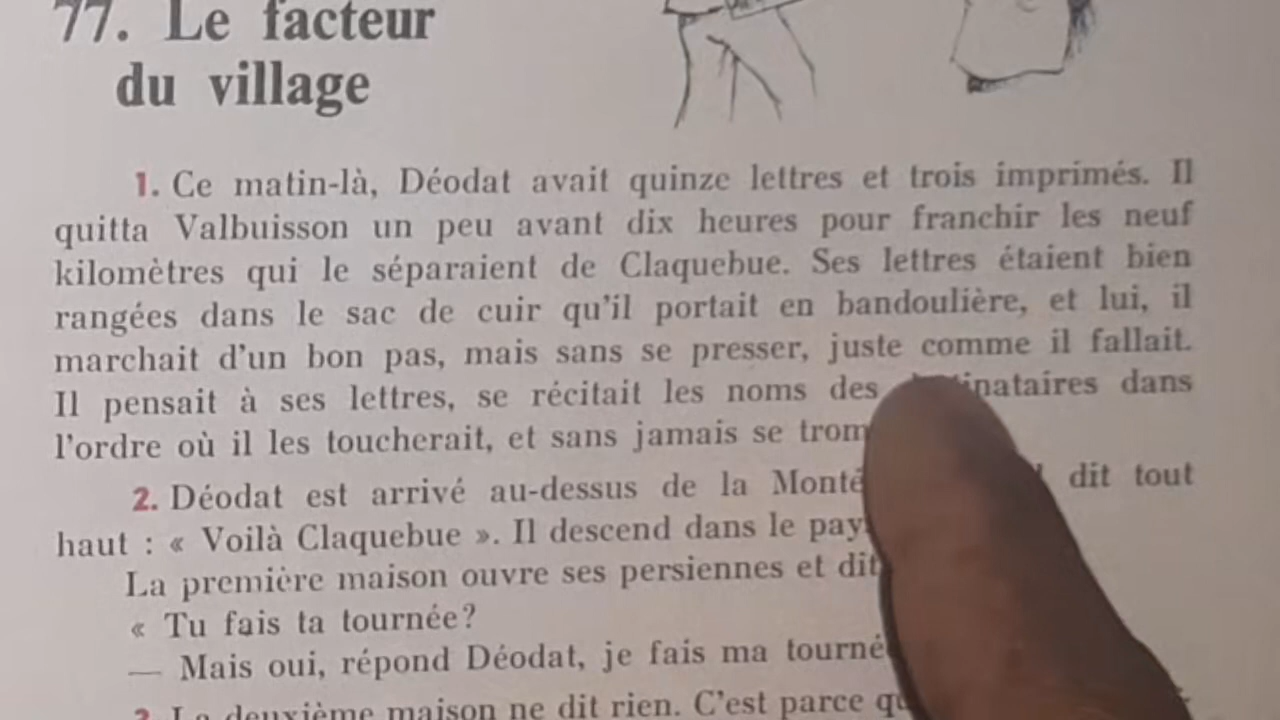 77. Le facteur
du village
1. Ce matin-là, Déodat avait quinze lettres et trois imprimés. Il
quitta Valbuisson un peu avant dix heures pour franchir les neuf
kilomètres qui le séparaient de Claquebue. Ses lettres étaient bien
rangées dans le sac de cuir qu'il portait en bandoulière, et lui, il
marchait d'un bon pas, mais sans se presser, juste comme il fallait.
Il pensait à ses lettres, se récitait les noms des dans
l'ordre où il les toucherait, et sans jamais se
2. Déodat est arrivé au-dessus de la dit tout
haut : « Voilà Claquebue ». Il descend dans le
La première maison ouvre ses persiennes et dit
« Tu fais ta tournée?
— Mais oui, répond Déodat, je fais ma
3. La deuxième maison ne dit rien. C'est parce